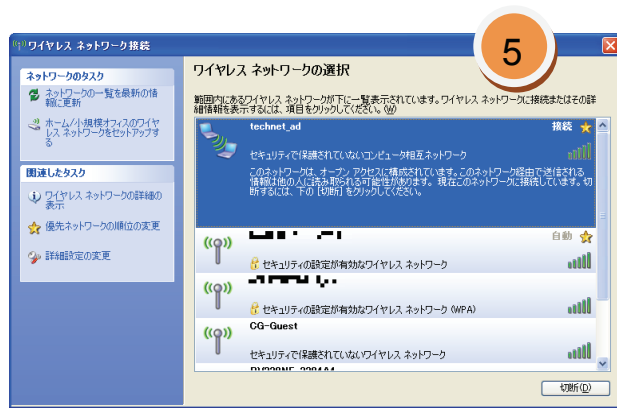 5
ワイヤレス ネットワーク接続
ネットワークのタスク
ネットワークの一覧を最新の情
報に更新
ホーム/小規模オフィスのワイヤ
レス ネットワークをセットアップす
る
関連したタスク
ワイヤレス ネットワークの詳細の
表示
優先ネットワークの順位の変更
詳細設定の変更
ワイヤレス ネットワークの選択
範囲内にあるワイヤレス ネットワークが下に一覧表示されています。ワイヤレス ネットワークに接続またはその詳
細情報を表示するには、項目をクリックしてください。(W)
technet_ad 接続
セキュリティで保護されていないコンピュータ相互ネットワーク
このネットワークは、オープン アクセスに構成されています。このネットワーク経由で送信される
情報は他の人に読み取られる可能性があります。 現在このネットワークに接続しています。切
断するには、下の [切断] をクリックしてください。
自動
セキュリティの設定が有効なワイヤレス ネットワーク
セキュリティの設定が有効なワイヤレス ネットワーク (WPA)
CG-Guest
セキュリティで保護されていないワイヤレス ネットワーク
切断(D)